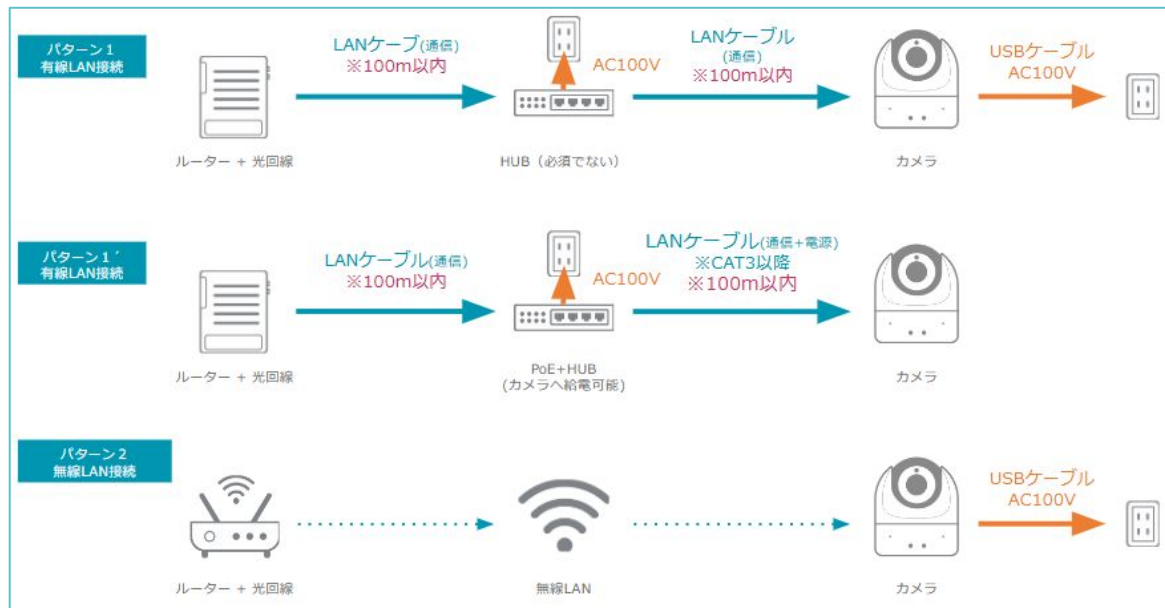 パターン１
有線LAN接続
LANケーブ(通信)
※100m以内
AC100V
LANケーブル
(通信)
※100m以内
USBケーブル
AC100V
ルーター + 光回線
HUB（必須でない）
カメラ
パターン１´
有線LAN接続
LANケーブル(通信)
※100m以内
AC100V
LANケーブル(通信+電源)
※CAT3以降
※100m以内
ルーター + 光回線
PoE+HUB
(カメラへ給電可能)
カメラ
パターン２
無線LAN接続
USBケーブル
AC100V
ルーター + 光回線
無線LAN
カメラ